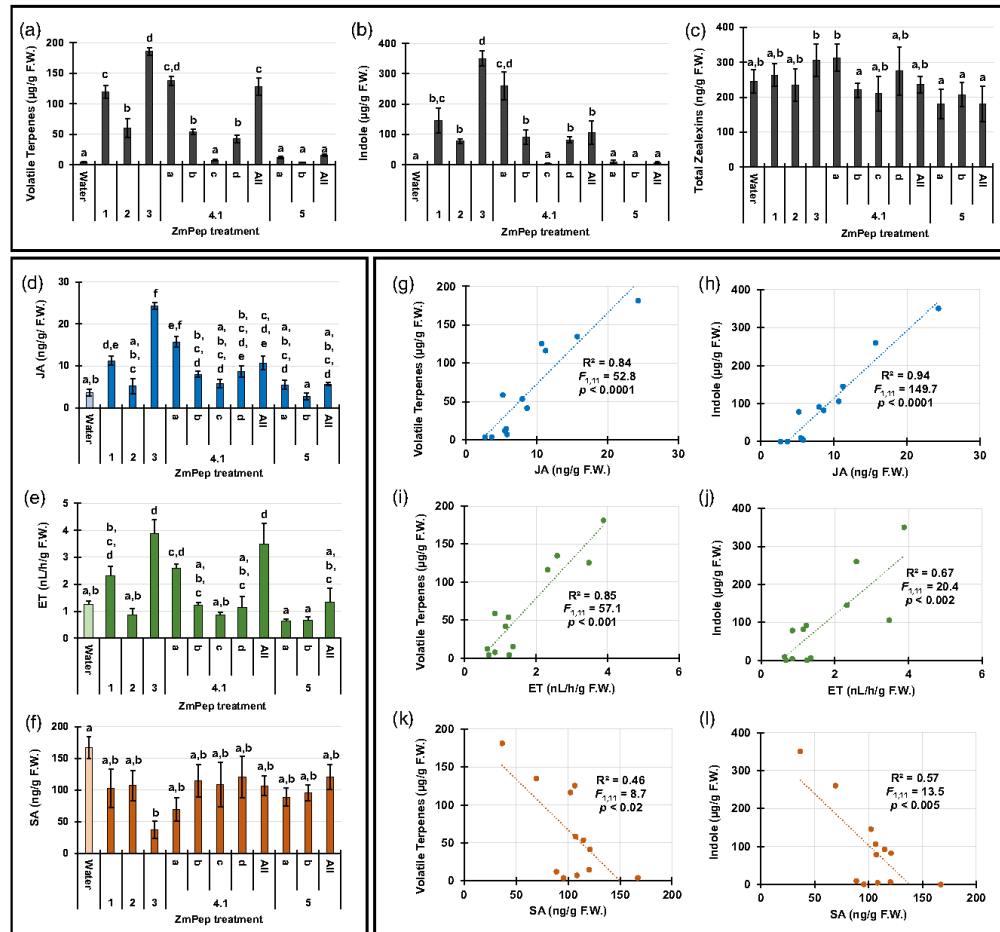 (a)
Volatile Terpenes (µg/g F.W.)
200
150
100
50
0
a
c
b
d
c,d
b
a
b
c
a
a
a
Water
1
2
3
a
b
c
d
All
a
b
All
4.1
5
ZmPep treatment
(b)
Indole (µg/g F.W.)
400
300
200
100
0
a
b,c
b
d
c,d
b
a
b
b
a
a
a
Water
1
2
3
a
b
c
d
All
a
b
All
4.1
5
ZmPep treatment
(c)
Total Zealexins (ng/g F.W.)
400
300
200
100
0
a,b
a,b
a,b
b
b
a,b
a,b
a,b
a,b
a
a
a
Water
1
2
3
a
b
c
d
All
a
b
All
4.1
5
ZmPep treatment
(d)
JA (ng/g/ F.W.)
30
20
10
0
a,b
d,e
a,
b,
c
f
e,f
b,
c,
d
a,
b,
c,
d
b,
c,
d,
e
c,
d,
e
a,
b,
c,
d
a
a,
b,
c,
d
Water
1
2
3
a
b
c
d
All
a
b
All
4.1
5
ZmPep treatment
(e)
ET (nL/h/g F.W.)
5
4
3
2
1
0
a,b
b,
c,
d
a,b
d
c,d
a,
b,
c
a,b
a,
b,
c
d
a
a
a,
b,
c
Water
1
2
3
a
b
c
d
All
a
b
All
4.1
5
ZmPep treatment
(f)
SA (ng/g F.W.)
200
150
100
50
0
a
a,b
a,b
b
a,b
a,b
a,b
a,b
a,b
a,b
a,b
a,b
Water
1
2
3
a
b
c
d
All
a
b
All
4.1
5
ZmPep treatment
(g)
Volatile Terpenes (µg/g F.W.)
200
150
100
50
0
R² = 0.84
F1,11 = 52.8
p < 0.0001
0
10
20
30
JA (ng/g F.W.)
(h)
Indole (µg/g F.W.)
400
300
200
100
0
R² = 0.94
F1,11 = 149.7
p < 0.0001
0
10
20
30
JA (ng/g F.W.)
(i)
Volatile Terpenes (µg/g F.W.)
200
150
100
50
0
R² = 0.85
F1,11 = 57.1
p < 0.001
0
2
4
6
ET (nL/h/g F.W.)
(j)
Indole (µg/g F.W.)
400
300
200
100
0
R² = 0.67
F1,11 = 20.4
p < 0.002
0
2
4
6
ET (nL/h/g F.W.)
(k)
Volatile Terpenes (µg/g F.W.)
200
150
100
50
0
R² = 0.46
F1,11 = 8.7
p < 0.02
0
50
100
150
200
SA (ng/g F.W.)
(l)
Indole (µg/g F.W.)
400
300
200
100
0
R² = 0.57
F1,11 = 13.5
p < 0.005
0
50
100
150
200
SA (ng/g F.W.)